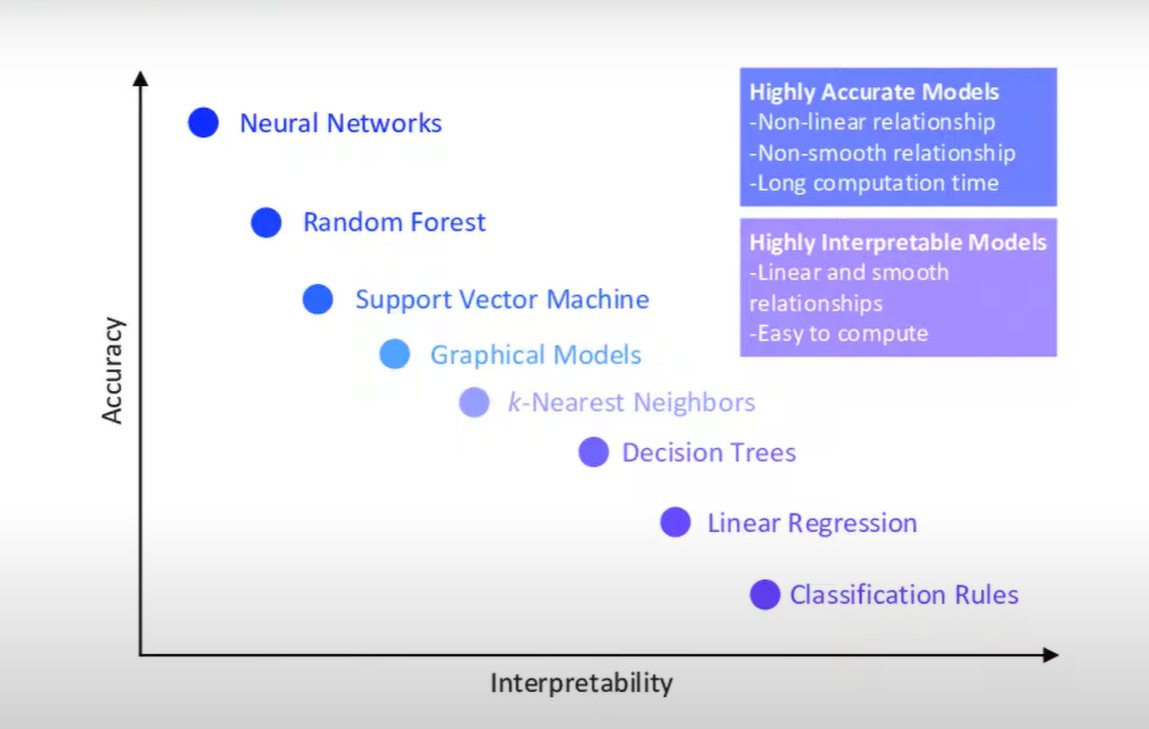 Highly Accurate Models
-Non-linear relationship
-Non-smooth relationship
-Long computation time
Highly Interpretable Models
-Linear and smooth
relationships
-Easy to compute
Neural Networks
Random Forest
Support Vector Machine
Graphical Models
k-Nearest Neighbors
Decision Trees
Linear Regression
Classification Rules
Accuracy
Interpretability